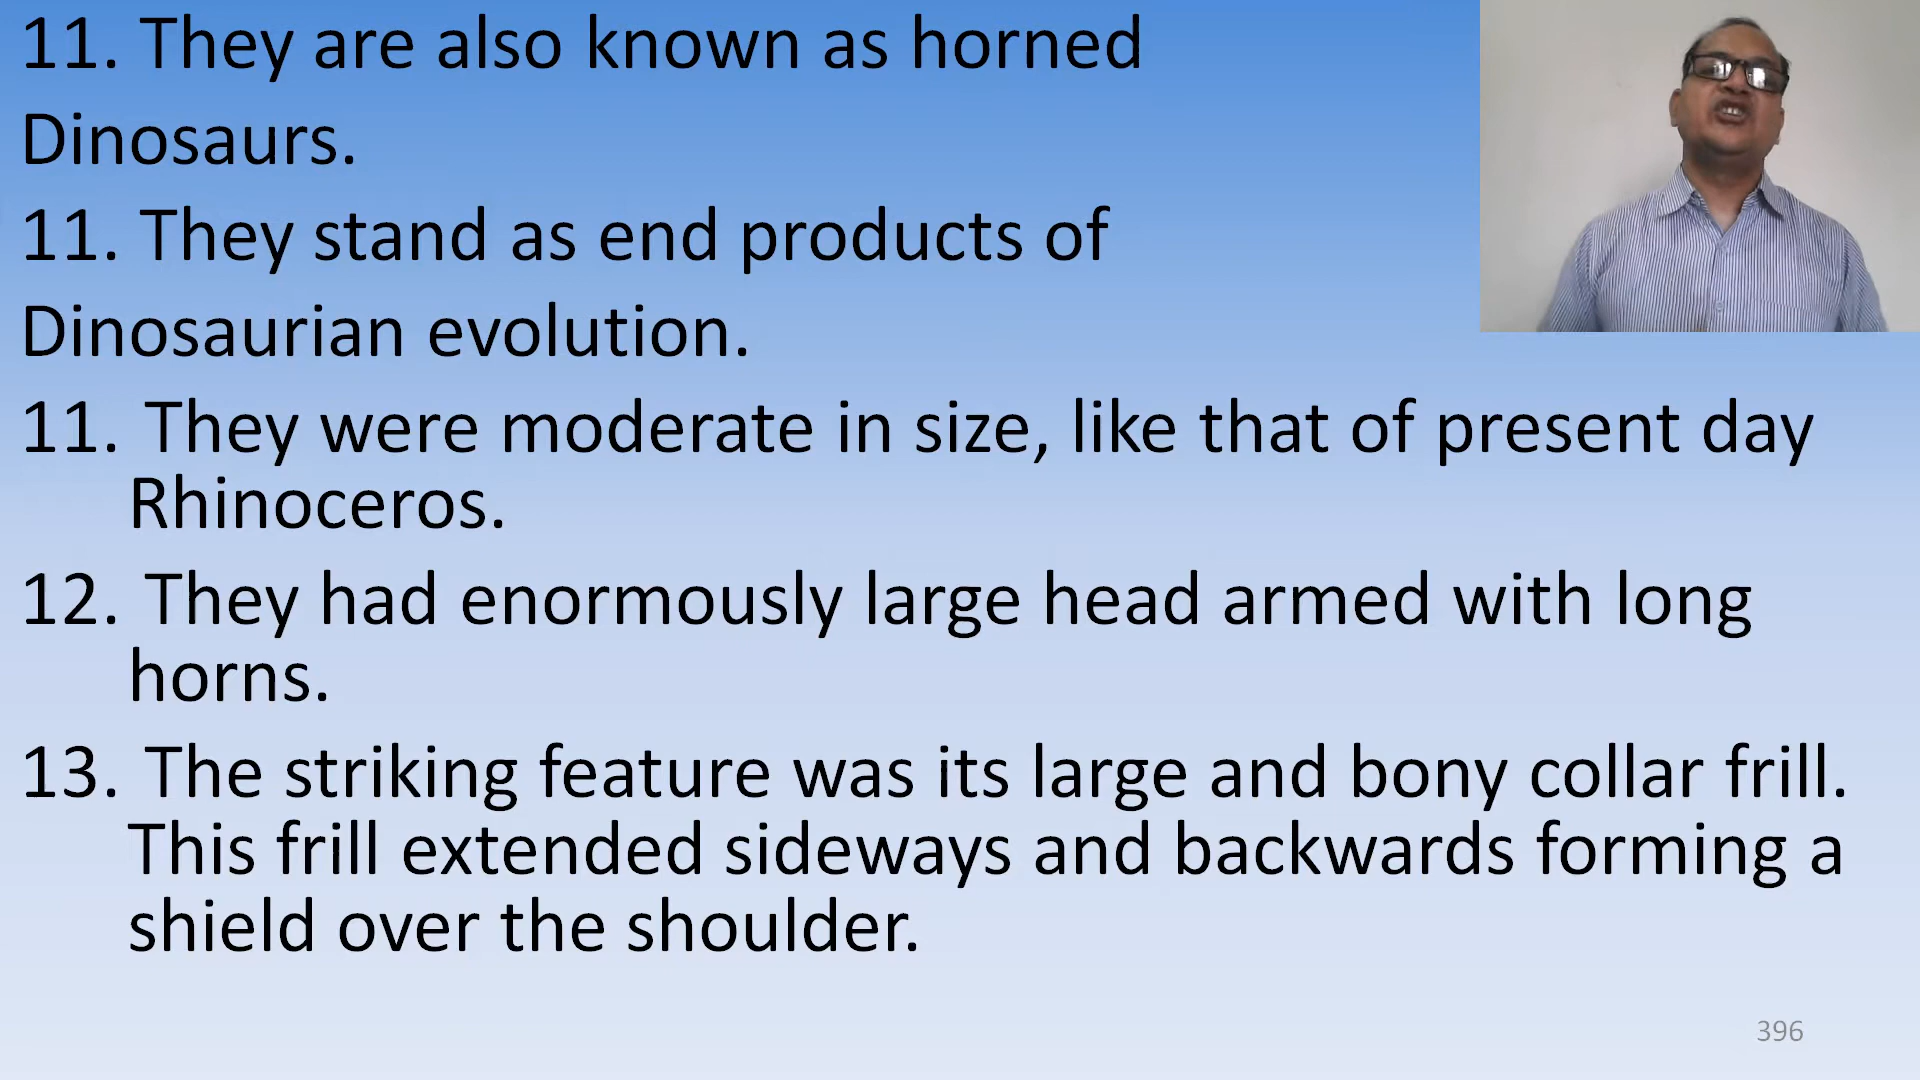 11. They are also known as horned
Dinosaurs.
11. They stand as end products of
Dinosaurian evolution.
11. They were moderate in size, like that of present day
Rhinoceros.
12. They had enormously large head armed with long
horns.
13. The striking feature was its large and bony collar frill.
This frill extended sideways and backwards forming a
shield over the shoulder.
396